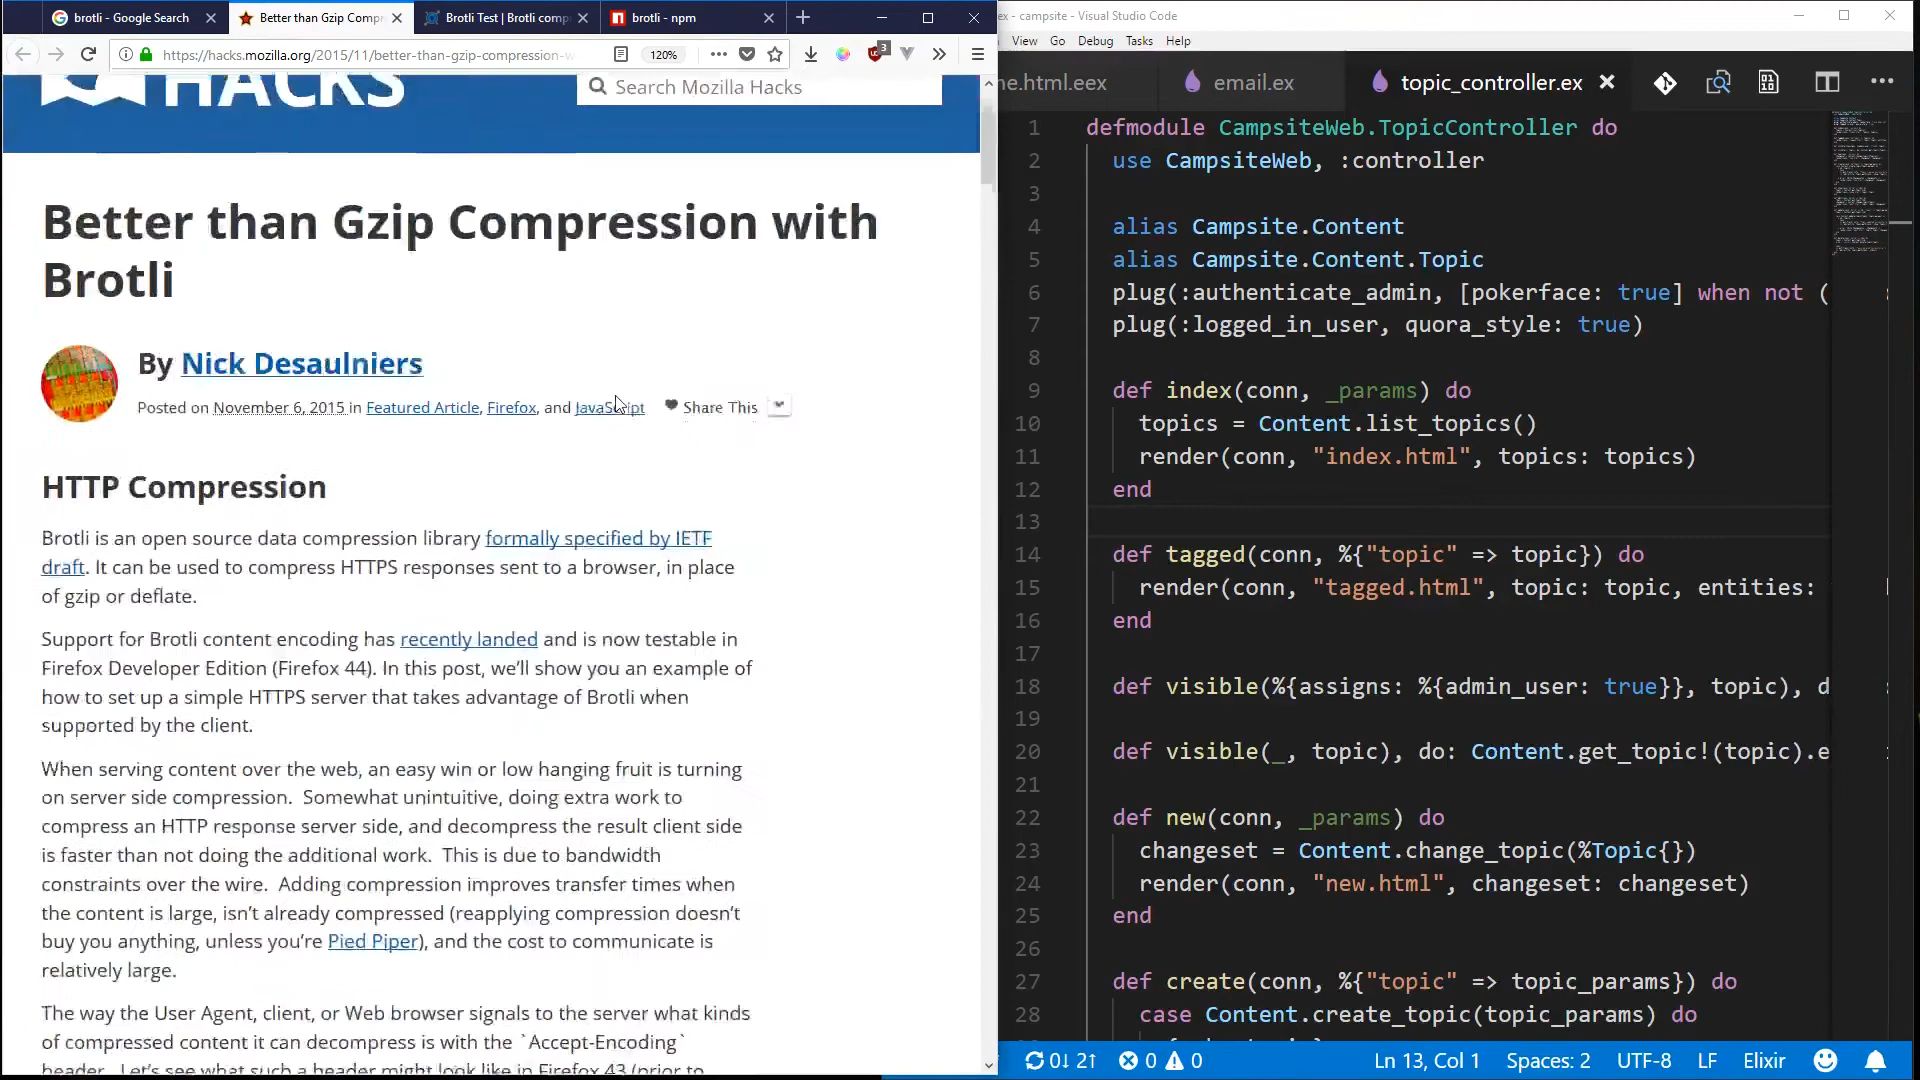 brotli - Google Search
Better than Gzip Compr
Brotli Test | Brotli comp
brotli - npm
https://hacks.mozilla.org/2015/11/better-than-gzip-compression-w
120%
3
HACKS
Search Mozilla Hacks
Better than Gzip Compression with
Brotli
By Nick Desaulniers
Posted on November 6, 2015 in Featured Article, Firefox, and JavaScript
Share This
HTTP Compression
Brotli is an open source data compression library formally specified by IETF
draft. It can be used to compress HTTPS responses sent to a browser, in place
of gzip or deflate.
Support for Brotli content encoding has recently landed and is now testable in
Firefox Developer Edition (Firefox 44). In this post, we’ll show you an example of
how to set up a simple HTTPS server that takes advantage of Brotli when
supported by the client.
When serving content over the web, an easy win or low hanging fruit is turning
on server side compression.  Somewhat unintuitive, doing extra work to
compress an HTTP response server side, and decompress the result client side
is faster than not doing the additional work.  This is due to bandwidth
constraints over the wire.  Adding compression improves transfer times when
the content is large, isn’t already compressed (reapplying compression doesn’t
buy you anything, unless you’re Pied Piper), and the cost to communicate is
relatively large.
The way the User Agent, client, or Web browser signals to the server what kinds
of compressed content it can decompress is with the `Accept-Encoding`
header.  Let’s see what such a header might look like in Firefox 43 (prior to
ex - campsite - Visual Studio Code
View Go Debug Tasks Help
ne.html.eex
email.ex
topic_controller.ex
1 defmodule CampsiteWeb.TopicController do
2 use CampsiteWeb, :controller
3
4 alias Campsite.Content
5 alias Campsite.Content.Topic
6 plug(:authenticate_admin, [pokerface: true] when not (
7 plug(:logged_in_user, quora_style: true)
8
9 def index(conn, _params) do
10 topics = Content.list_topics()
11 render(conn, "index.html", topics: topics)
12 end
13
14 def tagged(conn, %{"topic" => topic}) do
15 render(conn, "tagged.html", topic: topic, entities:
16 end
17
18 def visible(%{assigns: %{admin_user: true}}, topic), d
19
20 def visible(_, topic), do: Content.get_topic!(topic).e
21
22 def new(conn, _params) do
23 changeset = Content.change_topic(%Topic{})
24 render(conn, "new.html", changeset: changeset)
25 end
26
27 def create(conn, %{"topic" => topic_params}) do
28 case Content.create_topic(topic_params) do
0↓ 2↑ 0 0 Ln 13, Col 1 Spaces: 2 UTF-8 LF Elixir